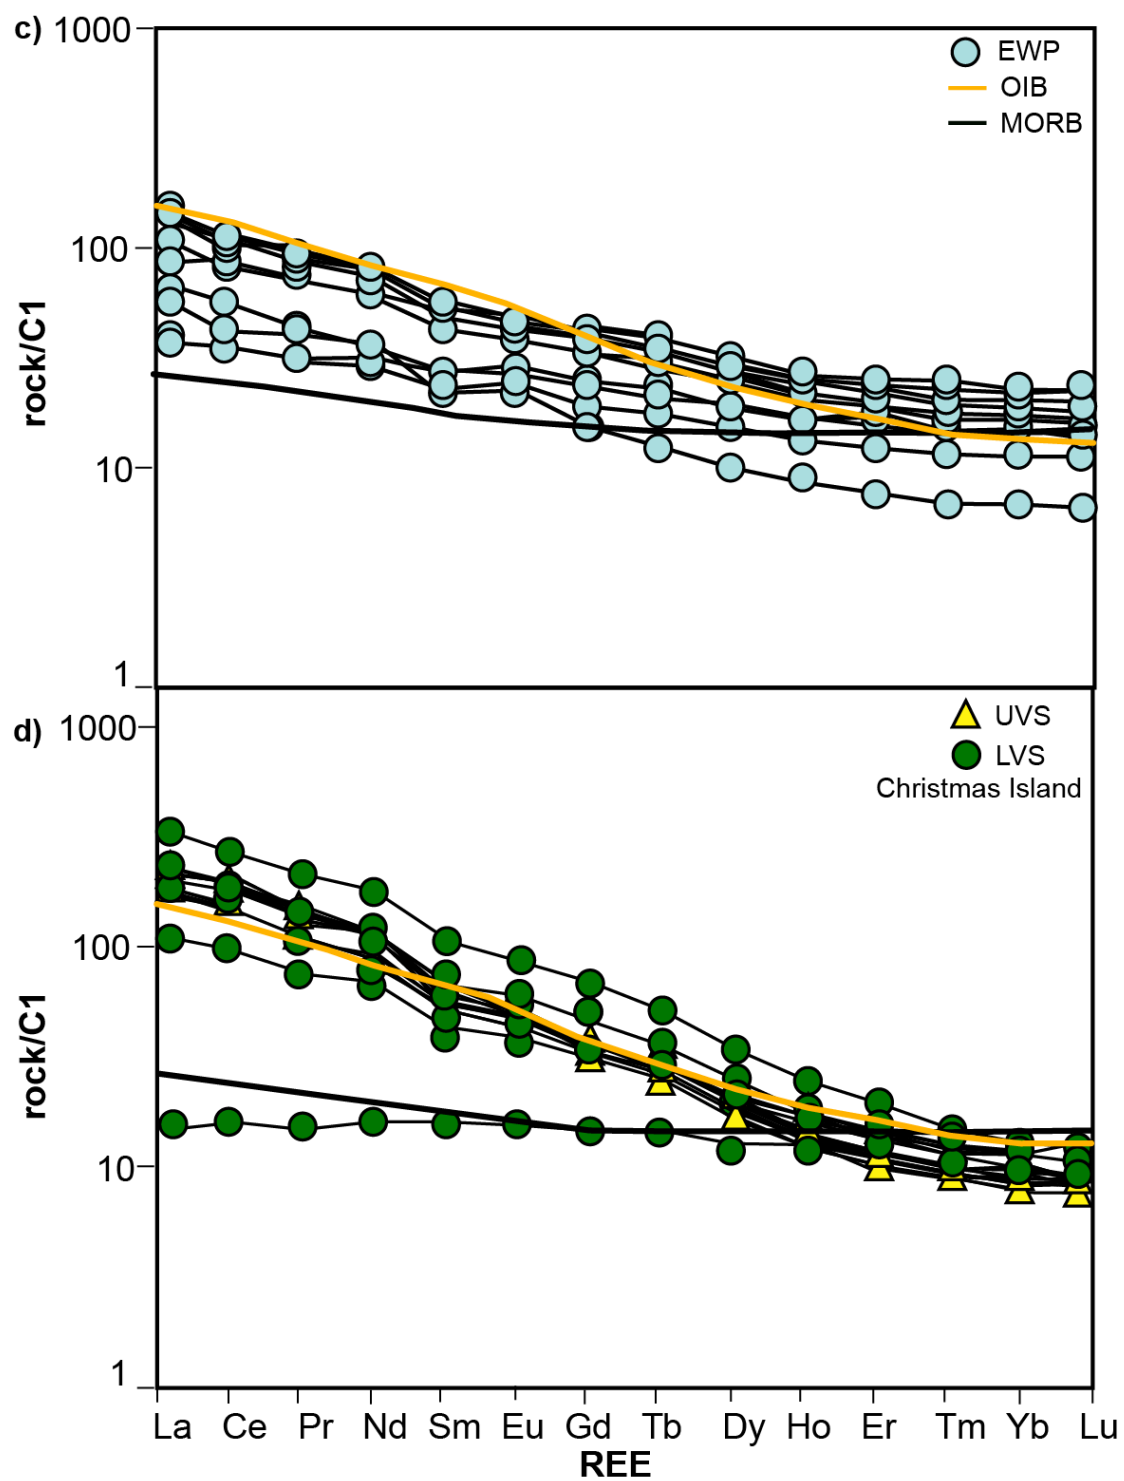 c)
1000
100
10
1
rock/C1
EWP
OIB
MORB
d)
1000
100
10
1
rock/C1
UVS
LVS
Christmas Island
La Ce Pr Nd Sm Eu Gd Tb Dy Ho Er Tm Yb Lu
REE